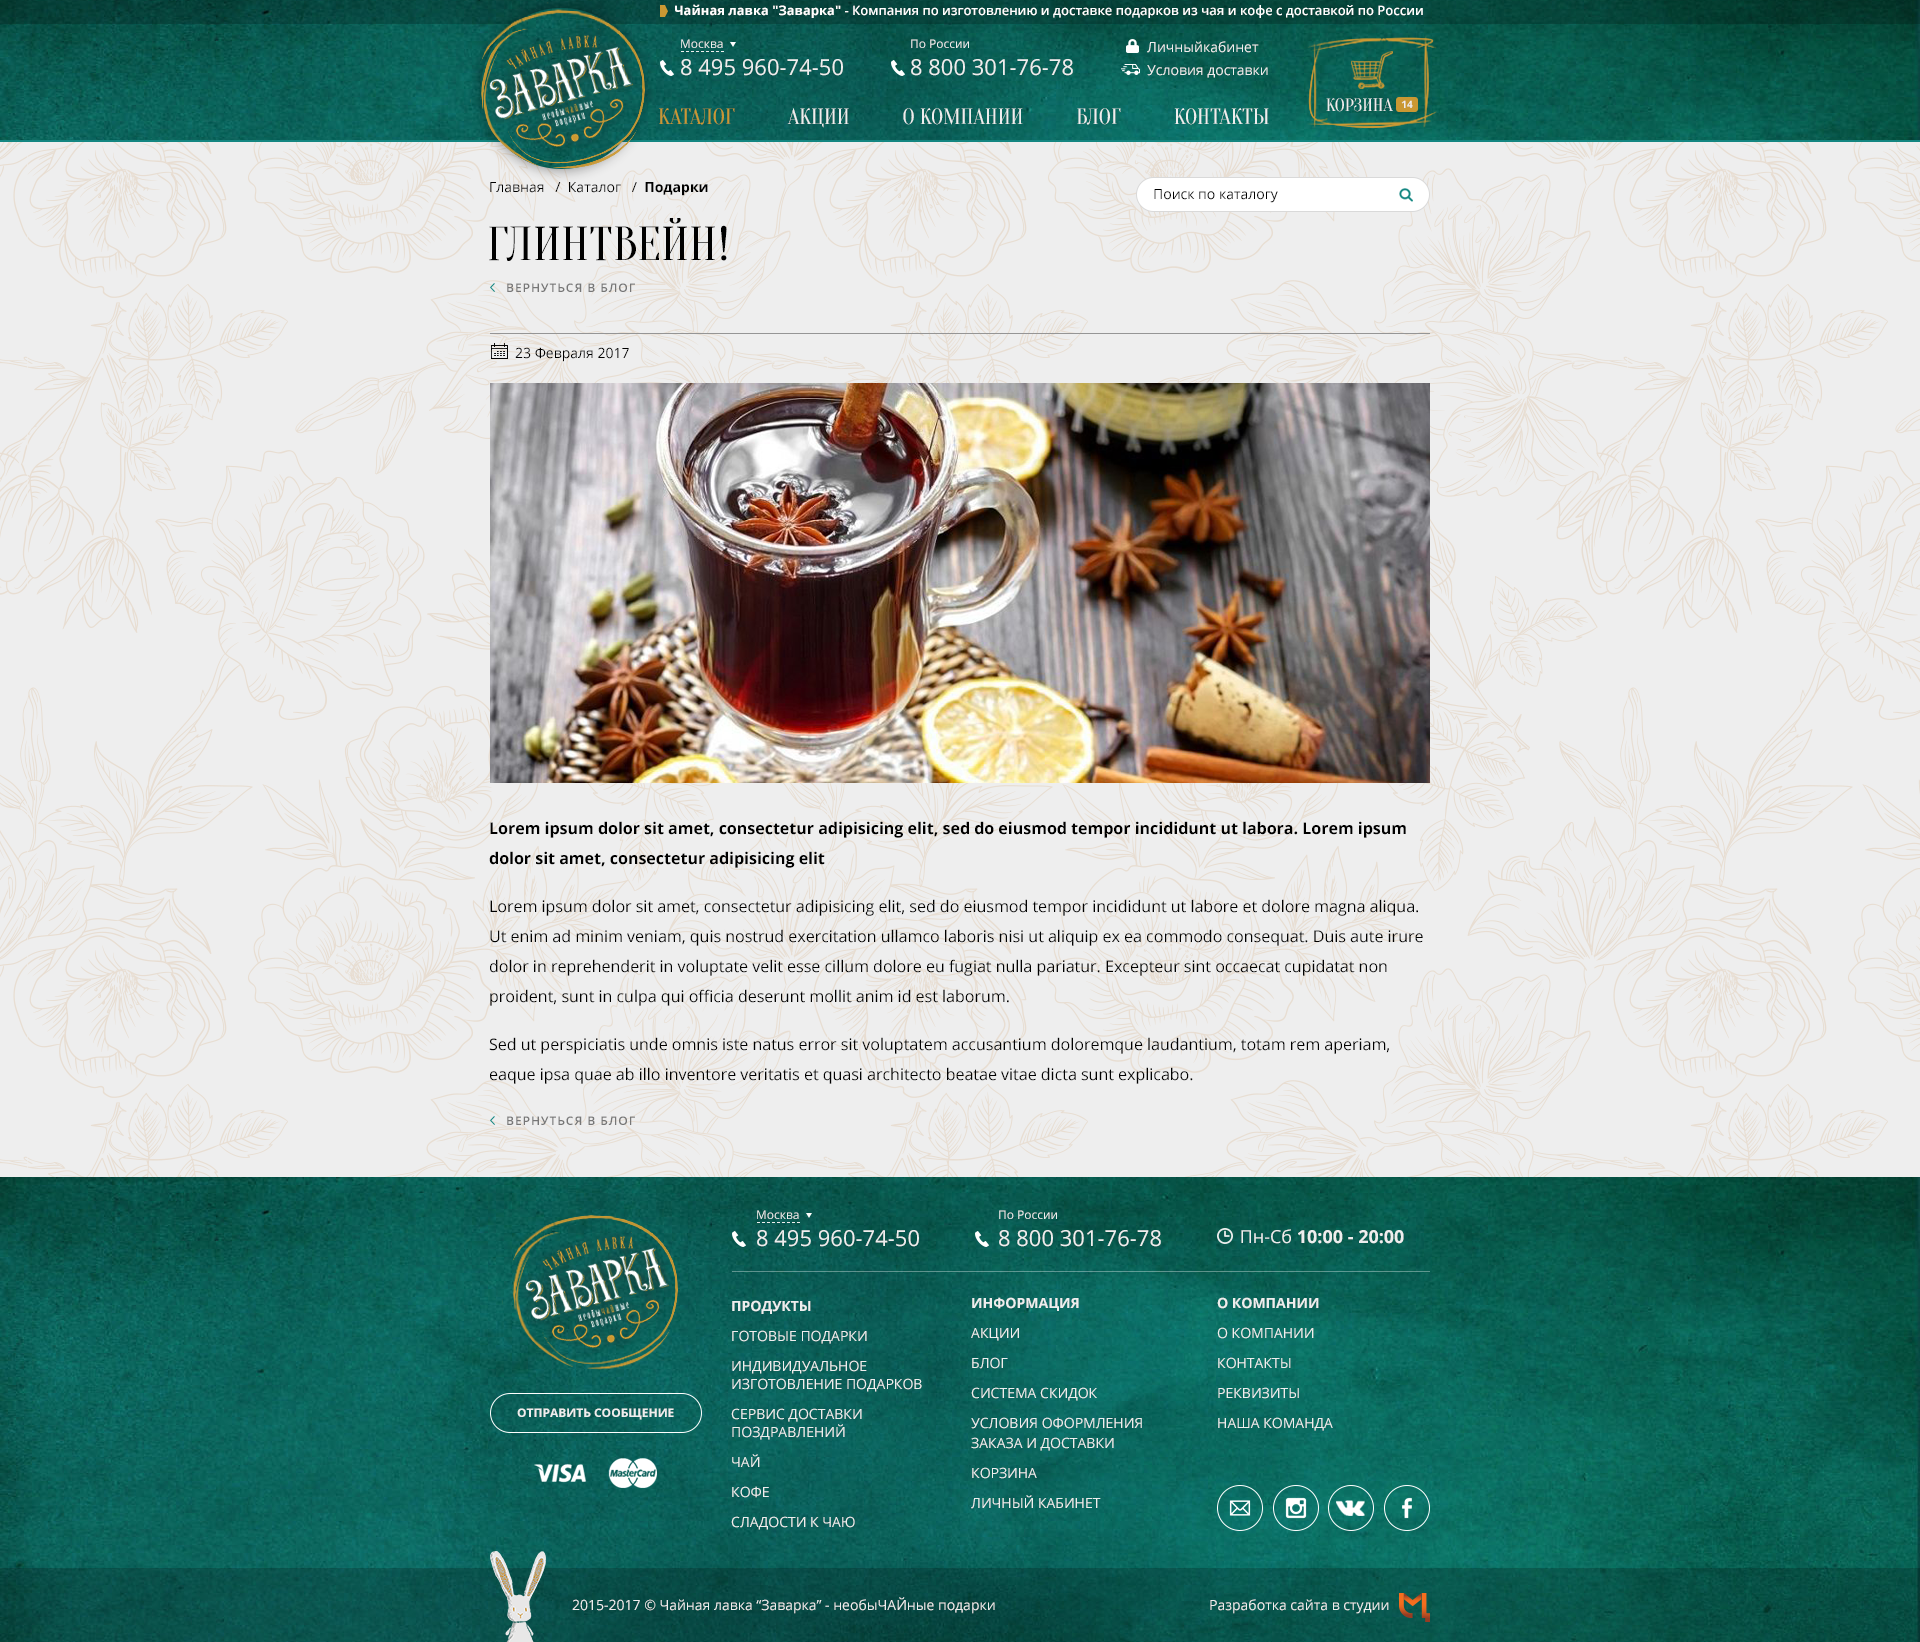 Чайная лавка "Заварка" - Компания по изготовлению и доставке подарков из чая и кофе с доставкой по России
ЧАЙНАЯ ЛАВКА
ЗАВАРКА
необыЧАЙные
подарки
Москва
8 495 960-74-50
По России
8 800 301-76-78
Личныйкабинет
Условия доставки
КОРЗИНА 14
КАТАЛОГ АКЦИИ О КОМПАНИИ БЛОГ КОНТАКТЫ
Главная / Каталог / Подарки
Поиск по каталогу
ГЛИНТВЕЙН!
ВЕРНУТЬСЯ В БЛОГ
23 Февраля 2017
Lorem ipsum dolor sit amet, consectetur adipisicing elit, sed do eiusmod tempor incididunt ut labora. Lorem ipsum
dolor sit amet, consectetur adipisicing elit
Lorem ipsum dolor sit amet, consectetur adipisicing elit, sed do eiusmod tempor incididunt ut labore et dolore magna aliqua.
Ut enim ad minim veniam, quis nostrud exercitation ullamco laboris nisi ut aliquip ex ea commodo consequat. Duis aute irure
dolor in reprehenderit in voluptate velit esse cillum dolore eu fugiat nulla pariatur. Excepteur sint occaecat cupidatat non
proident, sunt in culpa qui officia deserunt mollit anim id est laborum.
Sed ut perspiciatis unde omnis iste natus error sit voluptatem accusantium doloremque laudantium, totam rem aperiam,
eaque ipsa quae ab illo inventore veritatis et quasi architecto beatae vitae dicta sunt explicabo.
ВЕРНУТЬСЯ В БЛОГ
ЧАЙНАЯ ЛАВКА
ЗАВАРКА
необыЧАЙные
подарки
ОТПРАВИТЬ СООБЩЕНИЕ
VISA MasterCard
Москва
8 495 960-74-50
По России
8 800 301-76-78
Пн-Сб 10:00 - 20:00
ПРОДУКТЫ
ГОТОВЫЕ ПОДАРКИ
ИНДИВИДУАЛЬНОЕ
ИЗГОТОВЛЕНИЕ ПОДАРКОВ
СЕРВИС ДОСТАВКИ
ПОЗДРАВЛЕНИЙ
ЧАЙ
КОФЕ
СЛАДОСТИ К ЧАЮ
ИНФОРМАЦИЯ
АКЦИИ
БЛОГ
СИСТЕМА СКИДОК
УСЛОВИЯ ОФОРМЛЕНИЯ
ЗАКАЗА И ДОСТАВКИ
КОРЗИНА
ЛИЧНЫЙ КАБИНЕТ
О КОМПАНИИ
О КОМПАНИИ
КОНТАКТЫ
РЕКВИЗИТЫ
НАША КОМАНДА
2015-2017 © Чайная лавка “Заварка” - необыЧАЙные подарки
Разработка сайта в студии